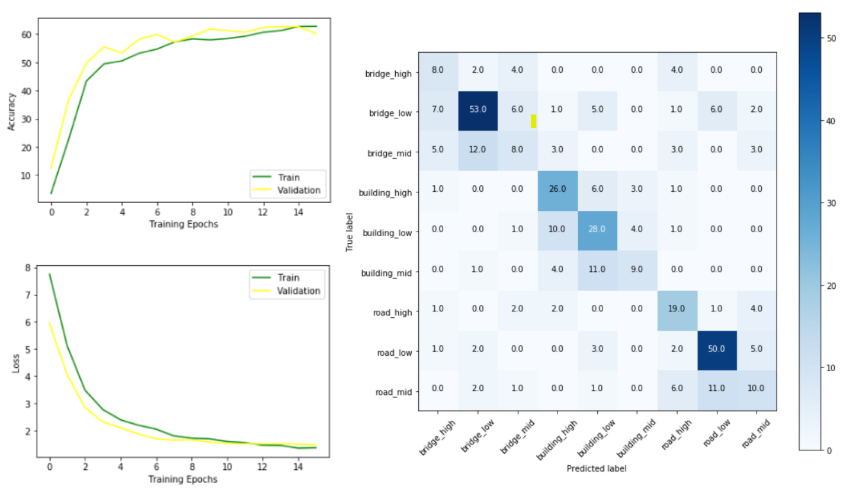 60
50
40
30
20
10
Accuracy
Train
Validation
0 2 4 6 8 10 12 14
Training Epochs
8
7
6
5
4
3
2
Loss
Train
Validation
0 2 4 6 8 10 12 14
Training Epochs
True label
bridge_high 8.0 2.0 4.0 0.0 0.0 0.0 4.0 0.0 0.0
bridge_low 7.0 53.0 6.0 1.0 5.0 0.0 1.0 6.0 2.0
bridge_mid 5.0 12.0 8.0 3.0 0.0 0.0 3.0 0.0 3.0
building_high 1.0 0.0 0.0 26.0 6.0 3.0 1.0 0.0 0.0
building_low 0.0 0.0 1.0 10.0 28.0 4.0 1.0 0.0 0.0
building_mid 0.0 1.0 0.0 4.0 11.0 9.0 0.0 0.0 0.0
road_high 1.0 0.0 2.0 2.0 0.0 0.0 19.0 1.0 4.0
road_low 1.0 2.0 0.0 0.0 3.0 0.0 2.0 50.0 5.0
road_mid 0.0 2.0 1.0 0.0 1.0 0.0 6.0 11.0 10.0
bridge_high bridge_low bridge_mid building_high building_low building_mid road_high road_low road_mid
Predicted label
50
40
30
20
10
0